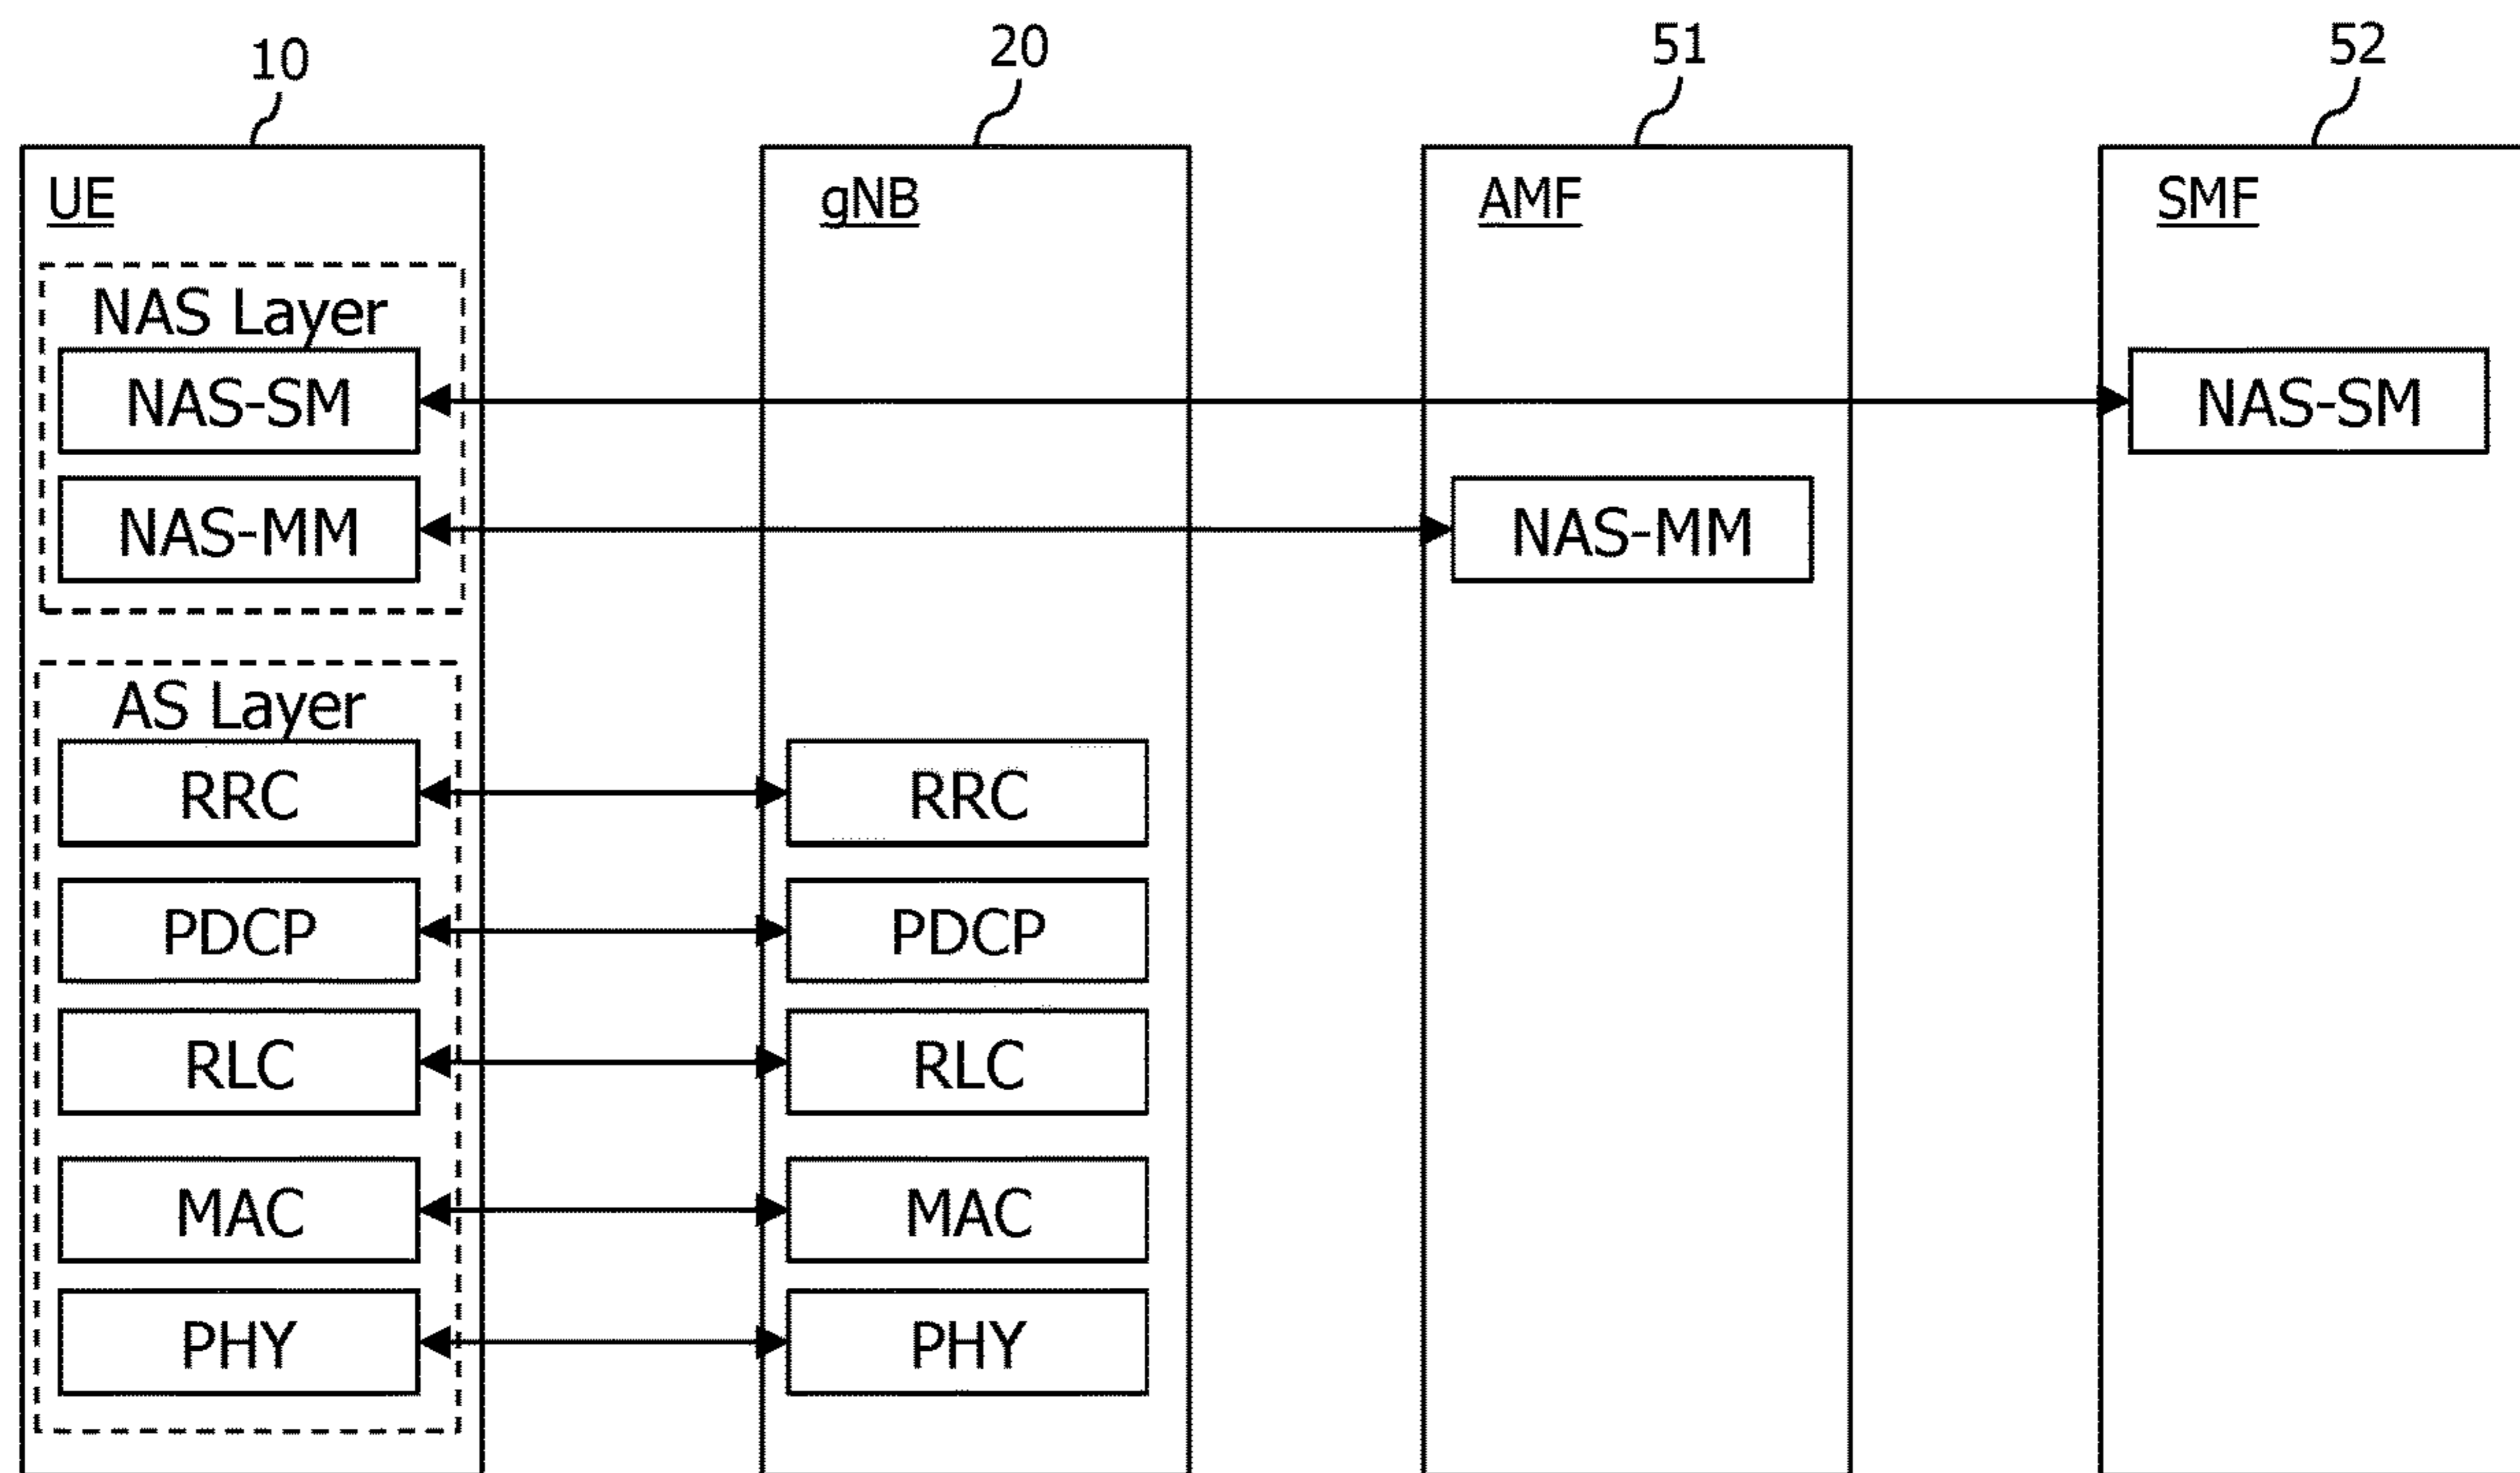 10
20
51
52
UE
gNB
AMF
SMF
NAS Layer
NAS-SM
NAS-SM
NAS-MM
NAS-MM
AS Layer
RRC
RRC
PDCP
PDCP
RLC
RLC
MAC
MAC
PHY
PHY